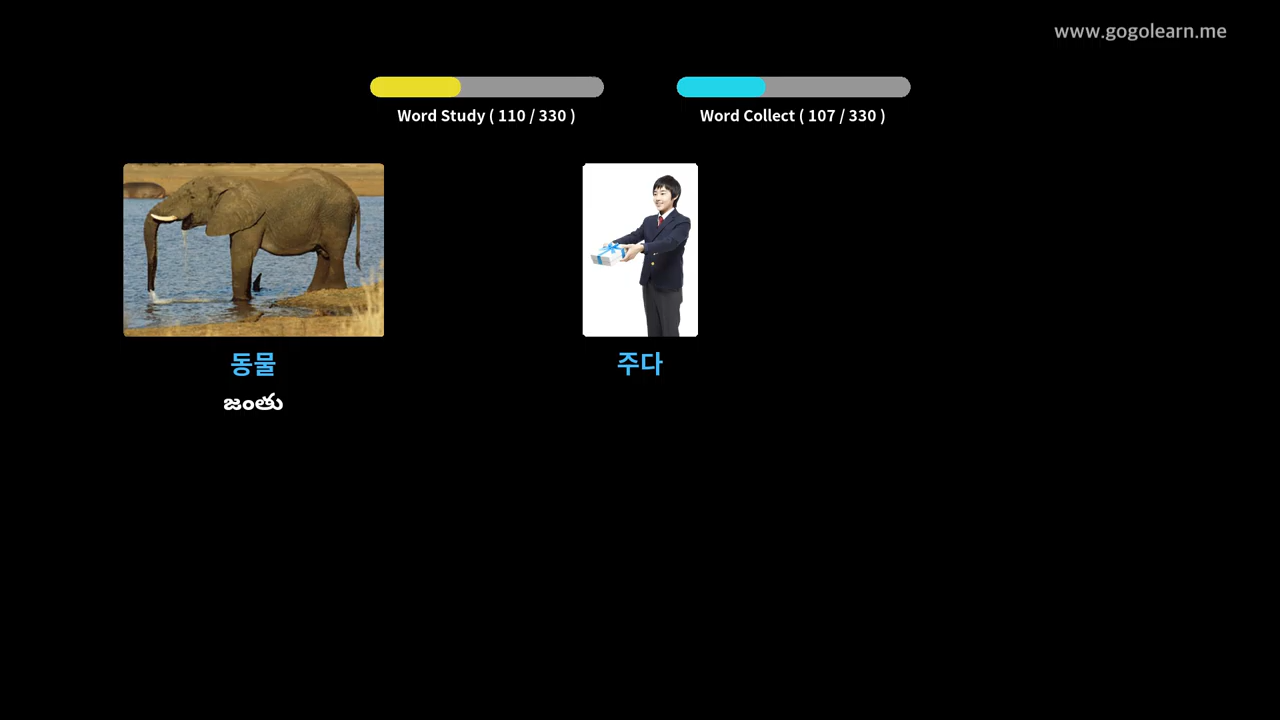 www.gogolearn.me
Word Study ( 110 / 330 )
Word Collect ( 107 / 330 )
동물
주다
జంతు